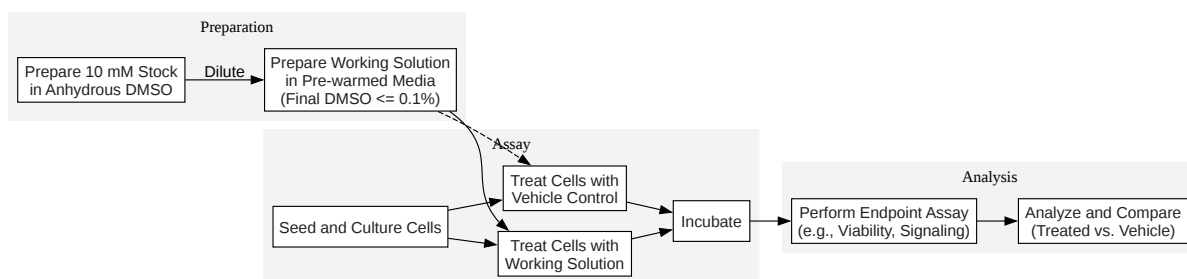 Preparation
Prepare 10 mM Stock
in Anhydrous DMSO
Dilute
Prepare Working Solution
in Pre-warmed Media
(Final DMSO <= 0.1%)
Assay
Seed and Culture Cells
Treat Cells with
Vehicle Control
Treat Cells with
Working Solution
Incubate
Analysis
Perform Endpoint Assay
(e.g., Viability, Signaling)
Analyze and Compare
(Treated vs. Vehicle)